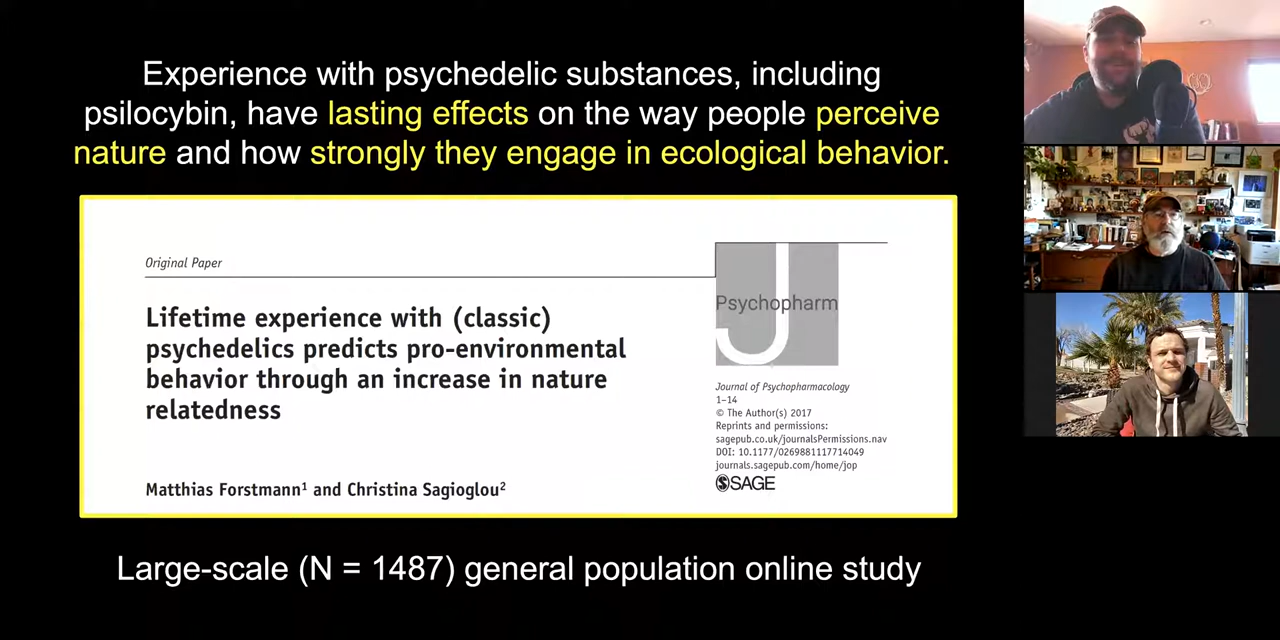 Experience with psychedelic substances, including
psilocybin, have lasting effects on the way people perceive
nature and how strongly they engage in ecological behavior.
Original Paper
Lifetime experience with (classic)
psychedelics predicts pro-environmental
behavior through an increase in nature
relatedness
Matthias Forstmann¹ and Christina Sagioglou²
Psychopharm
J
Journal of Psychopharmacology
1–14
© The Author(s) 2017
Reprints and permissions:
sagepub.co.uk/journalsPermissions.nav
DOI: 10.1177/0269881117714049
journals.sagepub.com/home/jop
SAGE
Large-scale (N = 1487) general population online study